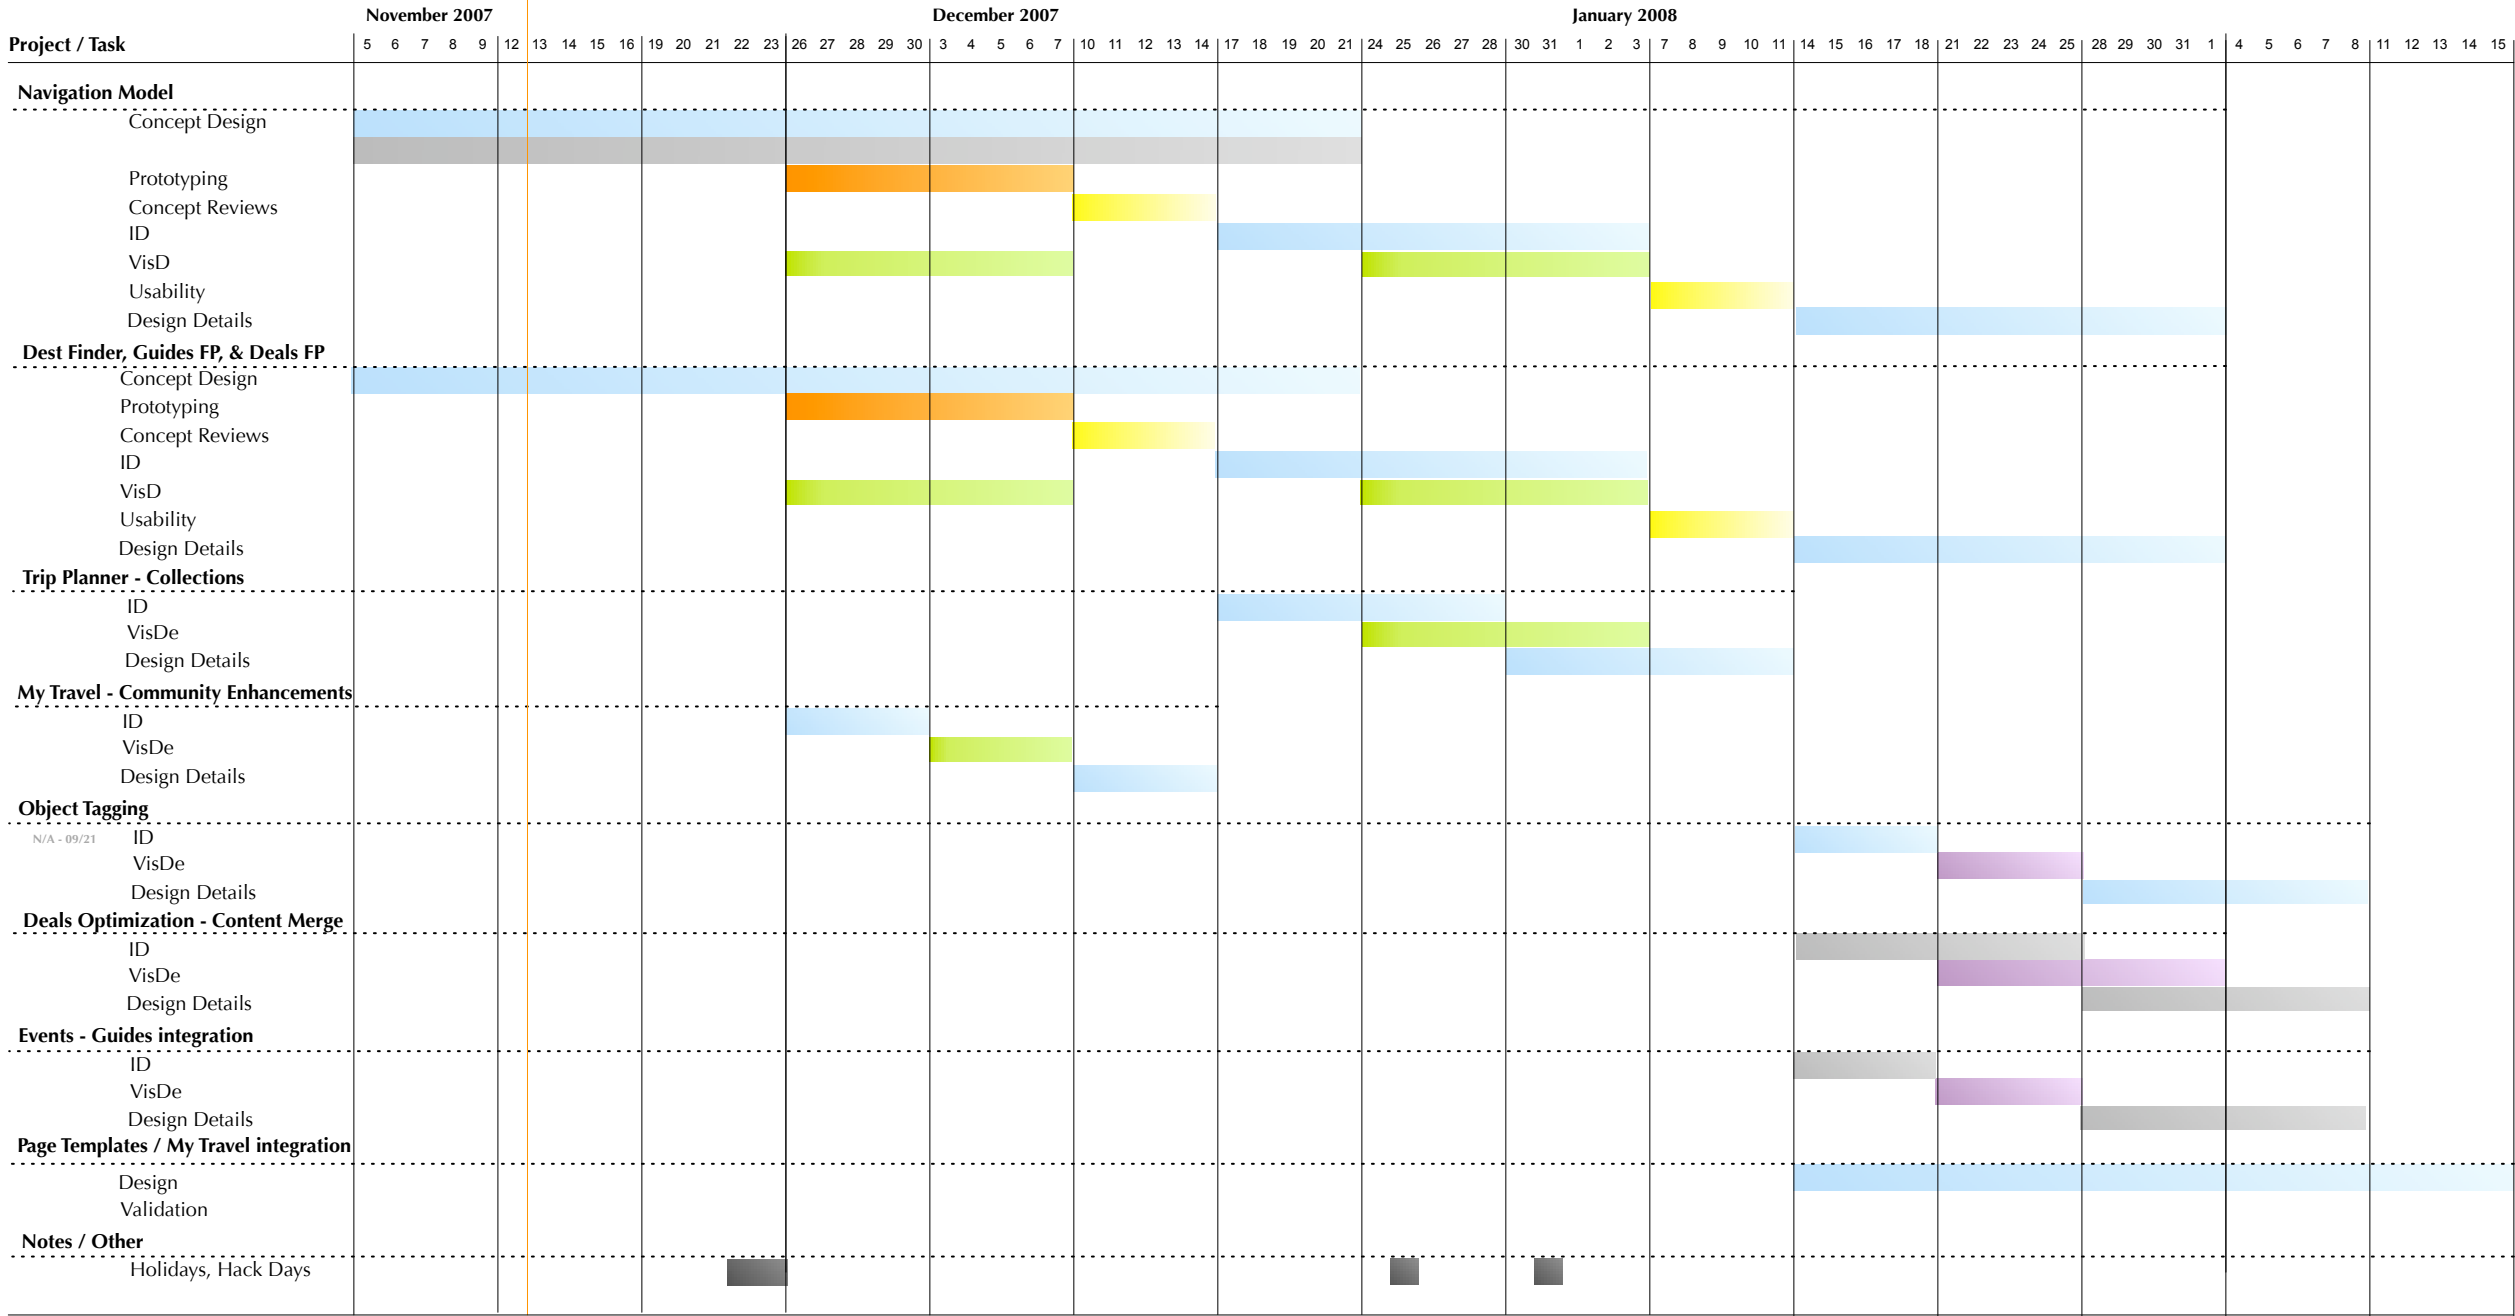 November 2007 December 2007 January 2008
Project / Task 5 6 7 8 9 12 13 14 15 16 19 20 21 22 23 26 27 28 29 30 3 4 5 6 7 10 11 12 13 14 17 18 19 20 21 24 25 26 27 28 30 31 1 2 3 7 8 9 10 11 14 15 16 17 18 21 22 23 24 25 28 29 30 31 1 4 5 6 7 8 11 12 13 14 15
Navigation Model
Concept Design
Prototyping
Concept Reviews
ID
VisD
Usability
Design Details
Dest Finder, Guides FP, & Deals FP
Concept Design
Prototyping
Concept Reviews
ID
VisD
Usability
Design Details
Trip Planner - Collections
ID
VisDe
Design Details
My Travel - Community Enhancements
ID
VisDe
Design Details
Object Tagging
N/A - 09/21 ID
VisDe
Design Details
Deals Optimization - Content Merge
ID
VisDe
Design Details
Events - Guides integration
ID
VisDe
Design Details
Page Templates / My Travel integration
Design
Validation
Notes / Other
Holidays, Hack Days